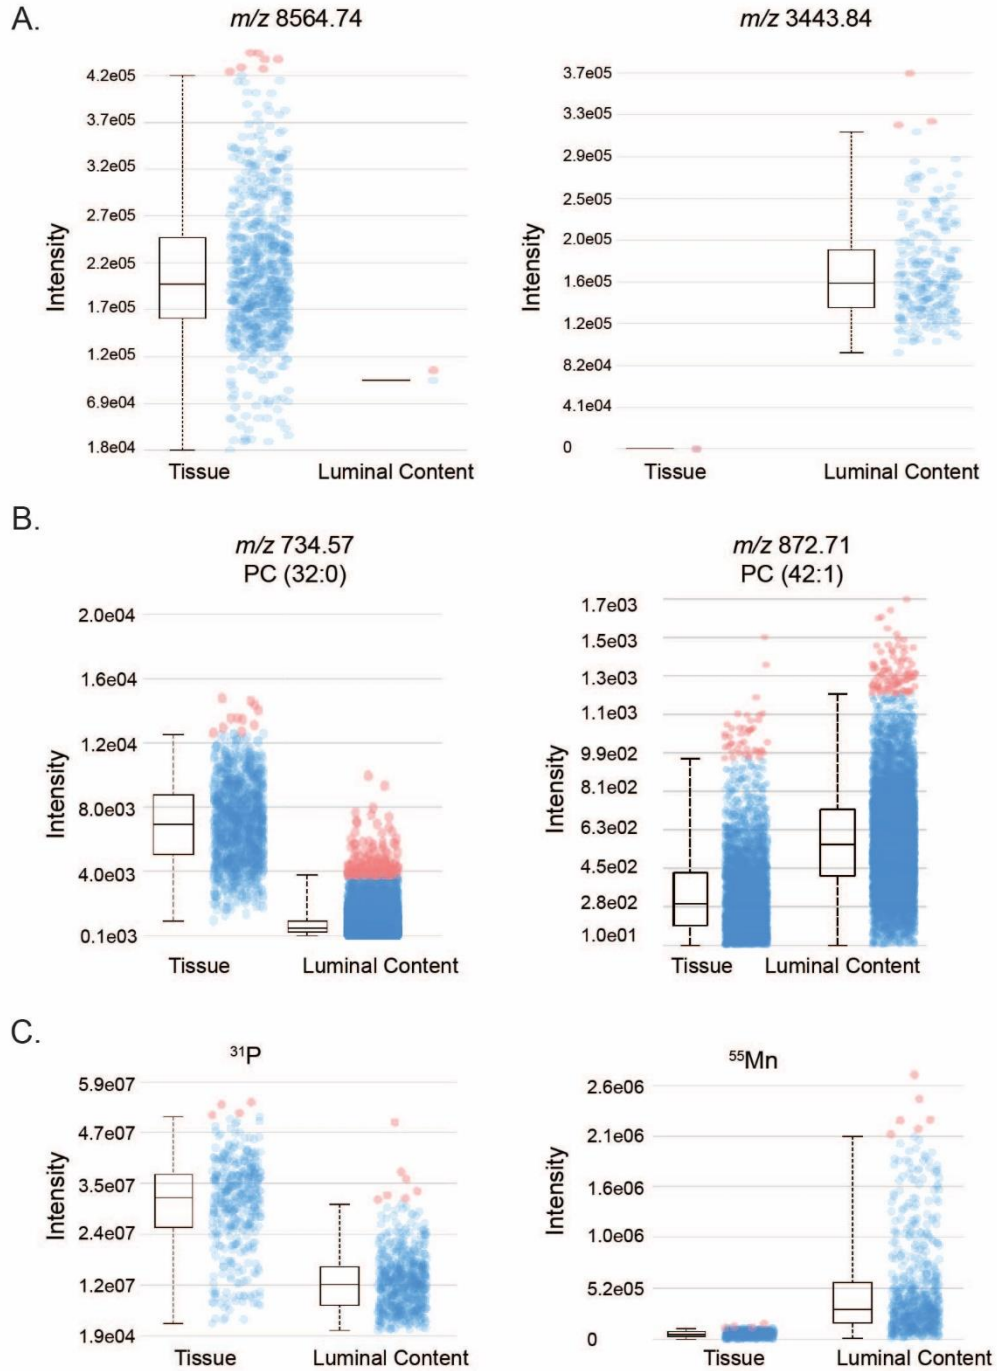 A.
m/z 8564.74
Intensity
4.2e05
3.7e05
3.2e05
2.7e05
2.2e05
1.7e05
1.2e05
6.9e04
1.8e04
Tissue
Luminal Content
m/z 3443.84
Intensity
3.7e05
3.3e05
2.9e05
2.5e05
2.0e05
1.6e05
1.2e05
8.2e04
4.1e04
0
Tissue
Luminal Content
B.
m/z 734.57
PC (32:0)
Intensity
2.0e04
1.6e04
1.2e04
8.0e03
4.0e03
0.1e03
Tissue
Luminal Content
m/z 872.71
PC (42:1)
Intensity
1.7e03
1.5e03
1.3e03
1.1e03
9.9e02
8.1e02
6.3e02
4.5e02
2.8e02
1.0e01
Tissue
Luminal Content
C.
³¹P
Intensity
5.9e07
4.7e07
3.5e07
2.4e07
1.2e07
1.9e04
Tissue
Luminal Content
⁵⁵Mn
Intensity
2.6e06
2.1e06
1.6e06
1.0e06
5.2e05
0
Tissue
Luminal Content